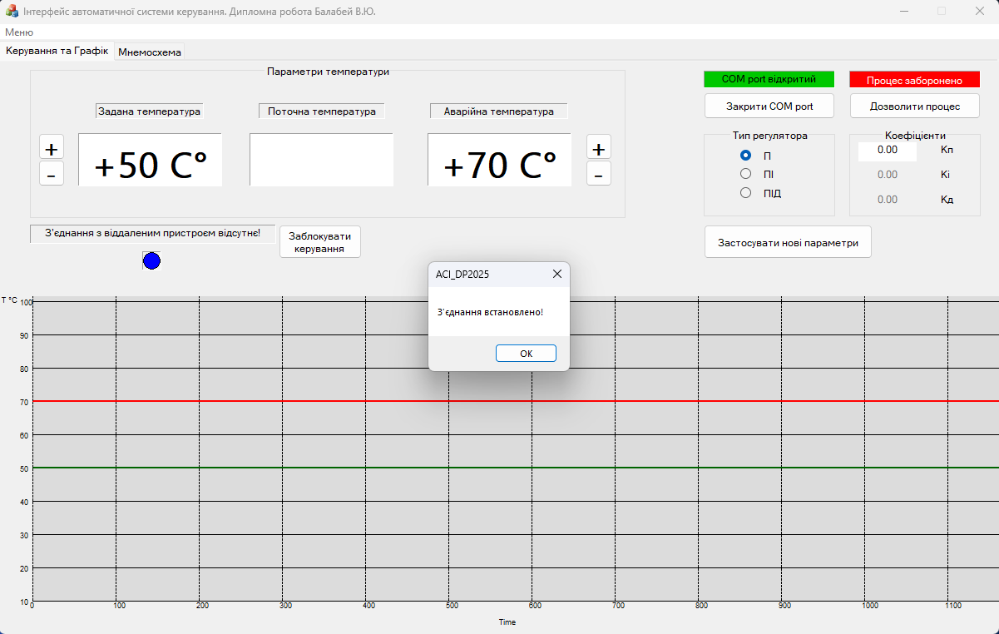 Інтерфейс автоматичної системи керування. Дипломна робота Балабей В.Ю.
Меню
Керування та Графік Мнемосхема
Параметри температури
Задана температура Поточна температура Аварійна температура
+ +50 C° +70 C° +
- -
COM port відкритий Процес заборонено
Закрити COM port Дозволити процес
Тип регулятора Коефіцієнти
П 0.00 Кп
ПІ 0.00 Кі
ПІД 0.00 Кд
З'єднання з віддаленим пристроєм відсутнє!
Заблокувати
керування
Застосувати нові параметри
ACI_DP2025
З'єднання встановлено!
OK
T °C 100
90
80
70
60
50
40
30
20
10
0 100 200 300 400 500 600 700 800 900 1000 1100
Time